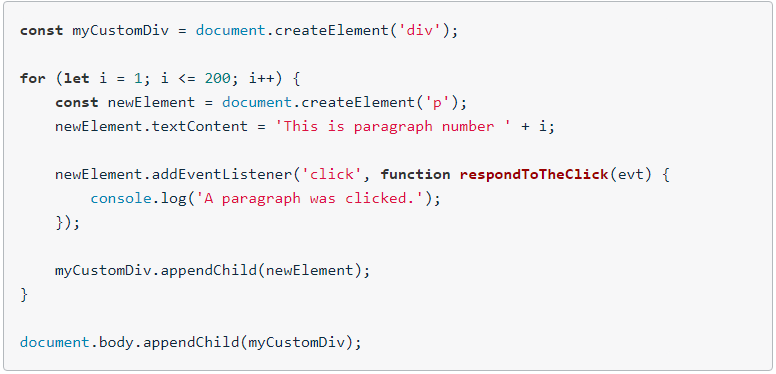 const myCustomDiv = document.createElement('div');
for (let i = 1; i <= 200; i++) {
    const newElement = document.createElement('p');
    newElement.textContent = 'This is paragraph number ' + i;
    newElement.addEventListener('click', function respondToTheClick(evt) {
        console.log('A paragraph was clicked.');
    });
    myCustomDiv.appendChild(newElement);
}
document.body.appendChild(myCustomDiv);